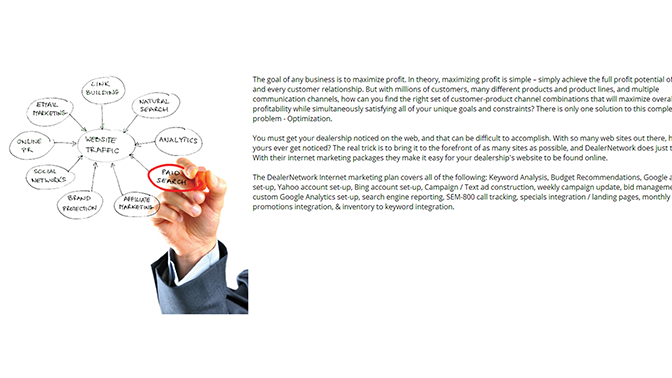 LINK
BUILDING
EMAIL
MARKETING
NATURAL
SEARCH
ONLINE
PR
WEBSITE
TRAFFIC
ANALYTICS
SOCIAL
NETWORKS
PAID
SEARCH
BRAND
PROTECTION
AFFILIATE
MARKETING
The goal of any business is to maximize profit. In theory, maximizing profit is simple – simply achieve the full profit potential of
and every customer relationship. But with millions of customers, many different products and product lines, and multiple
communication channels, how can you find the right set of customer-product channel combinations that will maximize overal
profitability while simultaneously satisfying all of your unique goals and constraints? There is only one solution to this comple
problem - Optimization.
You must get your dealership noticed on the web, and that can be difficult to accomplish. With so many web sites out there, h
yours ever get noticed? The real trick is to bring it to the forefront of as many sites as possible, and DealerNetwork does just t
With their internet marketing packages they make it easy for your dealership's website to be found online.
The DealerNetwork Internet marketing plan covers all of the following: Keyword Analysis, Budget Recommendations, Google a
set-up, Yahoo account set-up, Bing account set-up, Campaign / Text ad construction, weekly campaign update, bid manageme
custom Google Analytics set-up, search engine reporting, SEM-800 call tracking, specials integration / landing pages, monthly
promotions integration, & inventory to keyword integration.